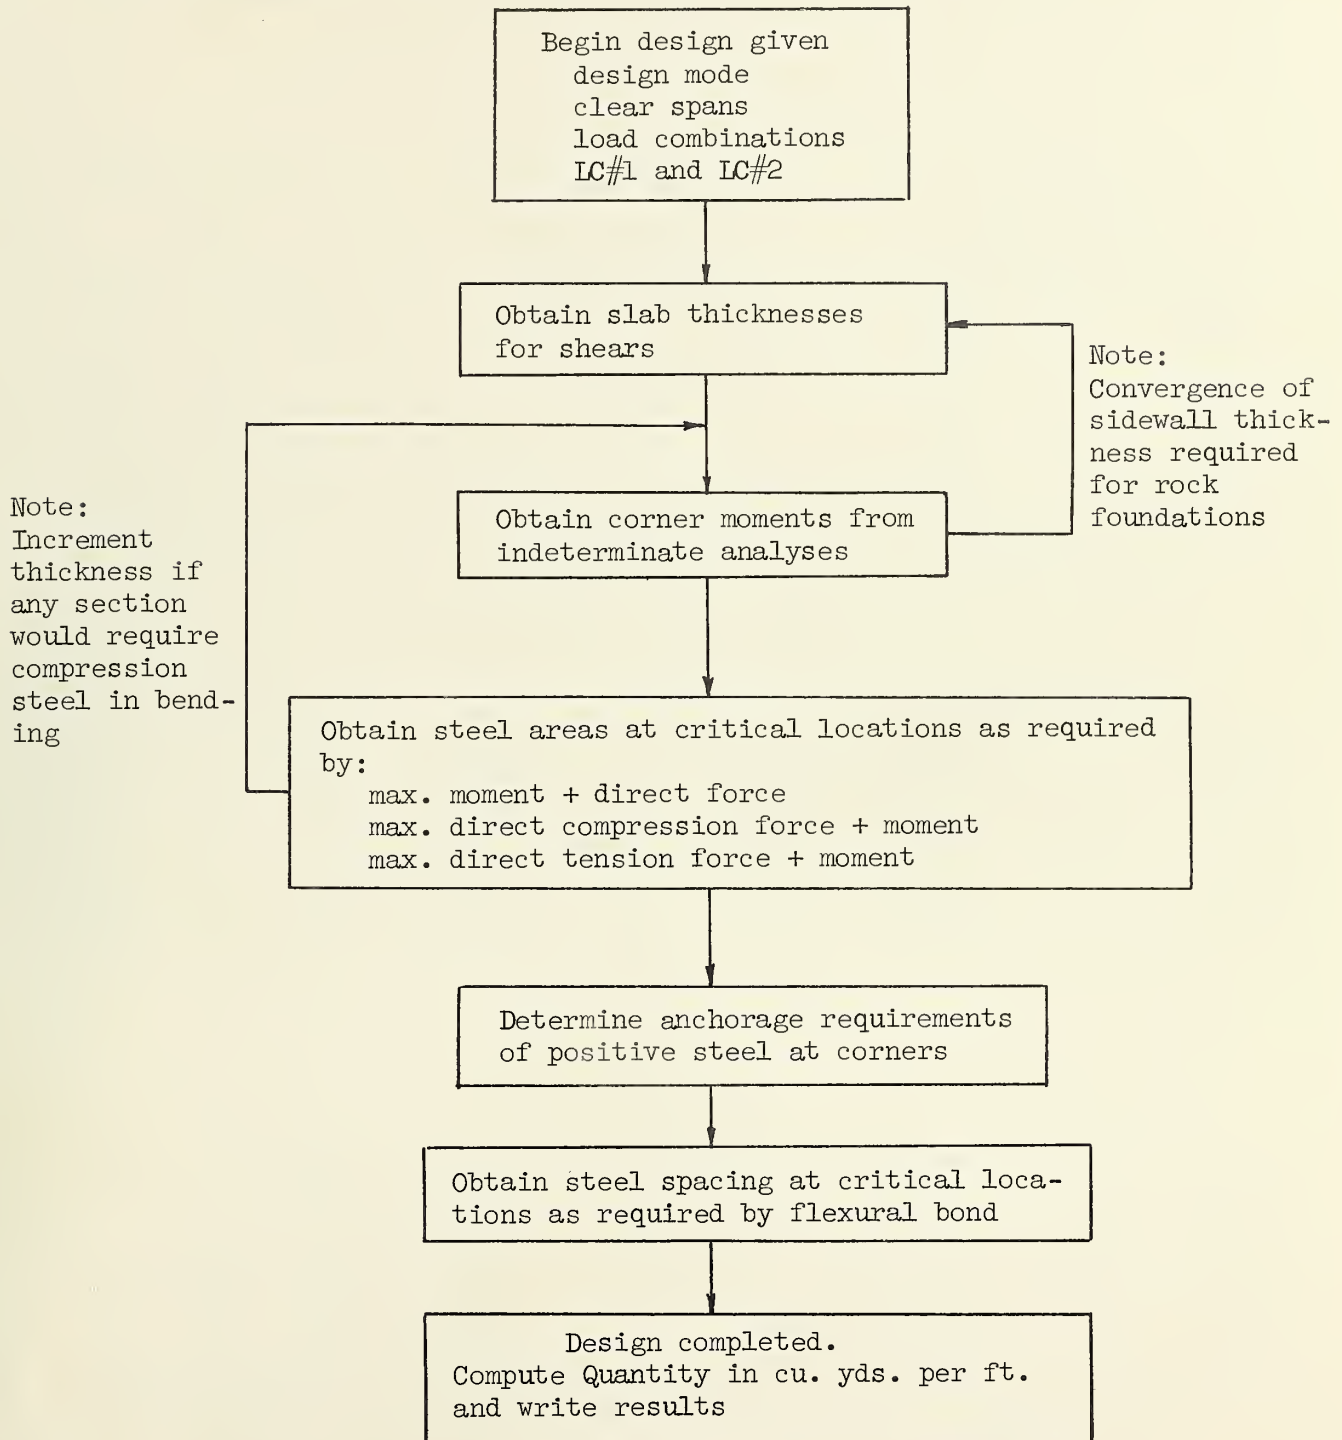 Begin design given
design mode
clear spans
load combinations
LC#1 and LC#2
Obtain slab thicknesses
for shears
Note:
Convergence of
sidewall thick-
ness required
for rock
foundations
Obtain corner moments from
indeterminate analyses
Note:
Increment
thickness if
any section
would require
compression
steel in bend-
ing
Obtain steel areas at critical locations as required
by:
max. moment + direct force
max. direct compression force + moment
max. direct tension force + moment
Determine anchorage requirements
of positive steel at corners
Obtain steel spacing at critical loca-
tions as required by flexural bond
Design completed.
Compute Quantity in cu. yds. per ft.
and write results